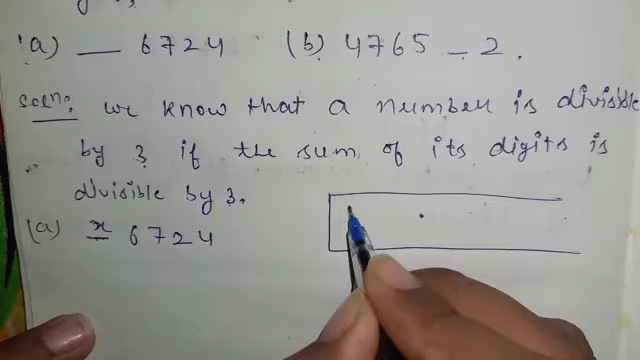 (a) __ 6724 (b) 4765 _ 2.
Soln: We know that a number is divisible
by 3 if the sum of its digits is
divisible by 3.
(a) x 6724